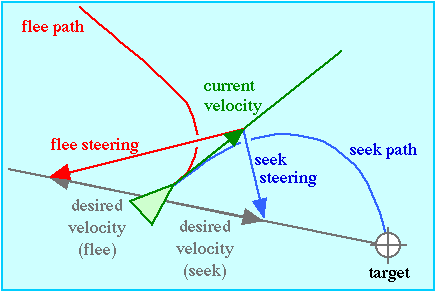 flee path
current
velocity
flee steering
seek path
seek
steering
desired
velocity
(flee)
desired
velocity
(seek)
target